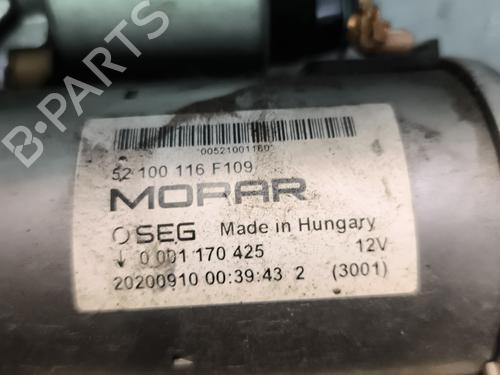 B-PARTS
*00521001160*
52 100 116 F109
MOPAR
SEG Made in Hungary
0 001 170 425 12V
20200910 00:39:43 2 (3001)